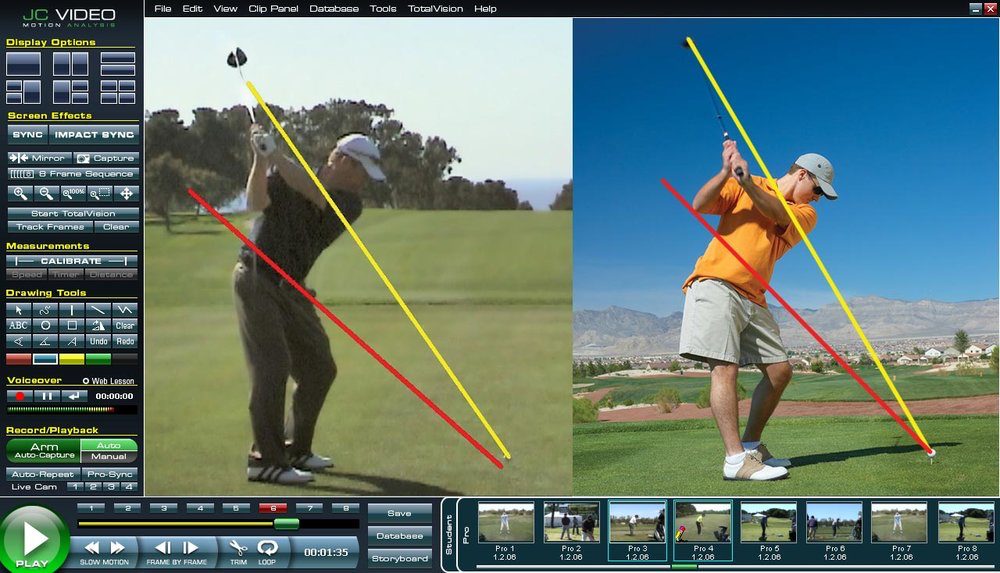 JC VIDEO
MOTION ANALYSIS
File Edit View Clip Panel Database Tools TotalVision Help
Display Options
Screen Effects
SYNC IMPACT SYNC
Mirror Capture
8 Frame Sequence
100%
Start TotalVision
Track Frames Clear
Measurements
CALIBRATE
Speed Timer Distance
Drawing Tools
ABC Clear
Undo Redo
Voiceover Web Lesson
00:00:00
Record/Playback
Arm
Auto-Capture
Auto
Manual
Auto-Repeat Pro-Sync
Live Cam 1 2 3 4
PLAY
1 2 3 4 5 6 7 8
SLOW MOTION FRAME BY FRAME TRIM LOOP
00:01:35
Save
Database
Storyboard
Student
Pro
Pro 1 Pro 2 Pro 3 Pro 4 Pro 5 Pro 6 Pro 7 Pro 8
1.2.06 1.2.06 1.2.06 1.2.06 1.2.06 1.2.06 1.2.06 1.2.06